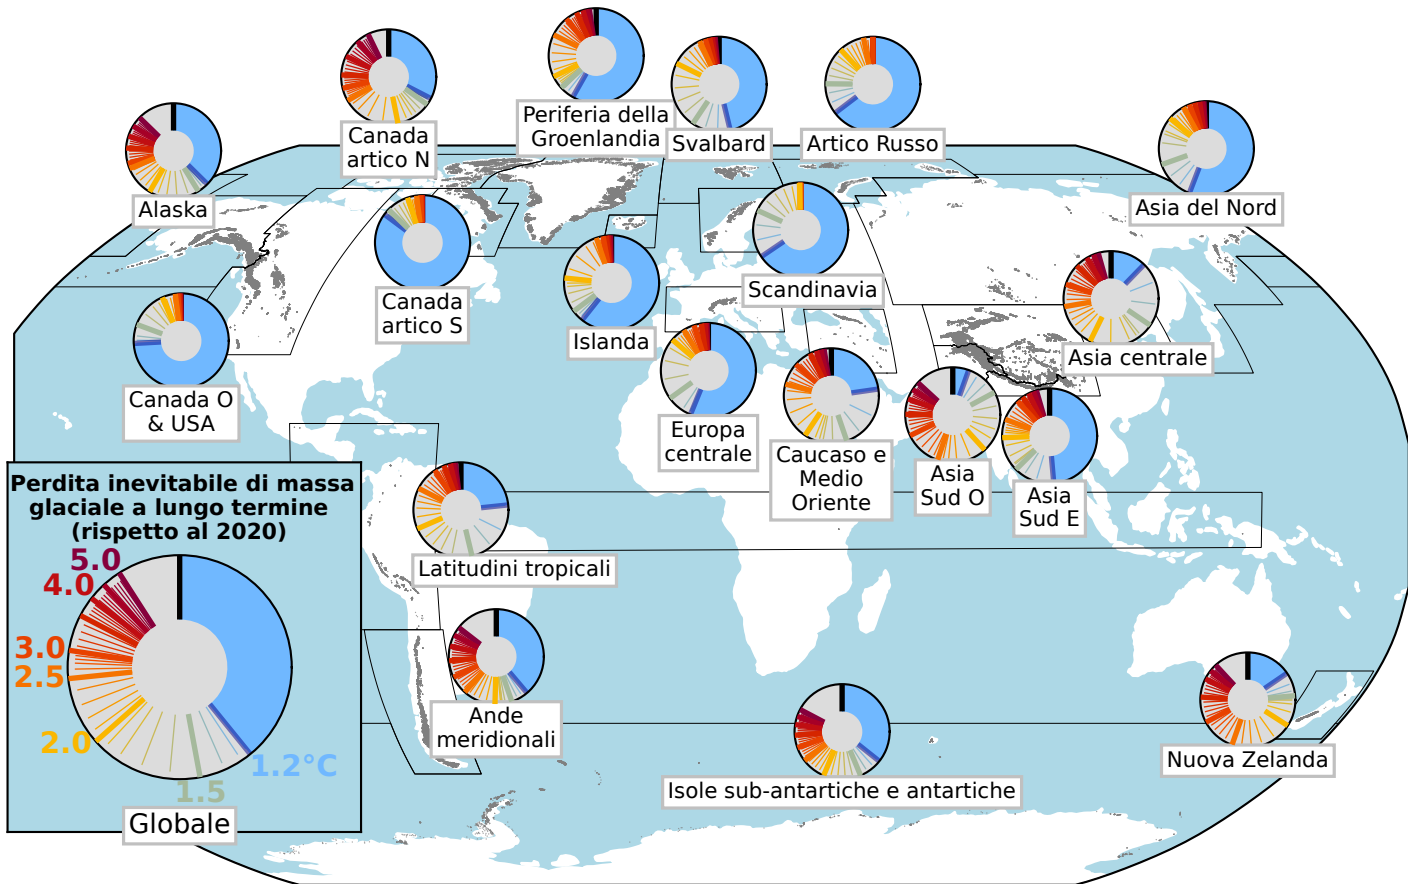 Canada
artico N
Periferia della
Groenlandia
Svalbard
Artico Russo
Alaska
Asia del Nord
Canada
artico S
Scandinavia
Islanda
Asia centrale
Canada O
& USA
Europa
centrale
Caucaso e
Medio
Oriente
Asia
Sud O
Asia
Sud E
Latitudini tropicali
Perdita inevitabile di massa
glaciale a lungo termine
(rispetto al 2020)
5.0
4.0
3.0
2.5
2.0
1.5
1.2°C
Globale
Ande
meridionali
Isole sub-antartiche e antartiche
Nuova Zelanda